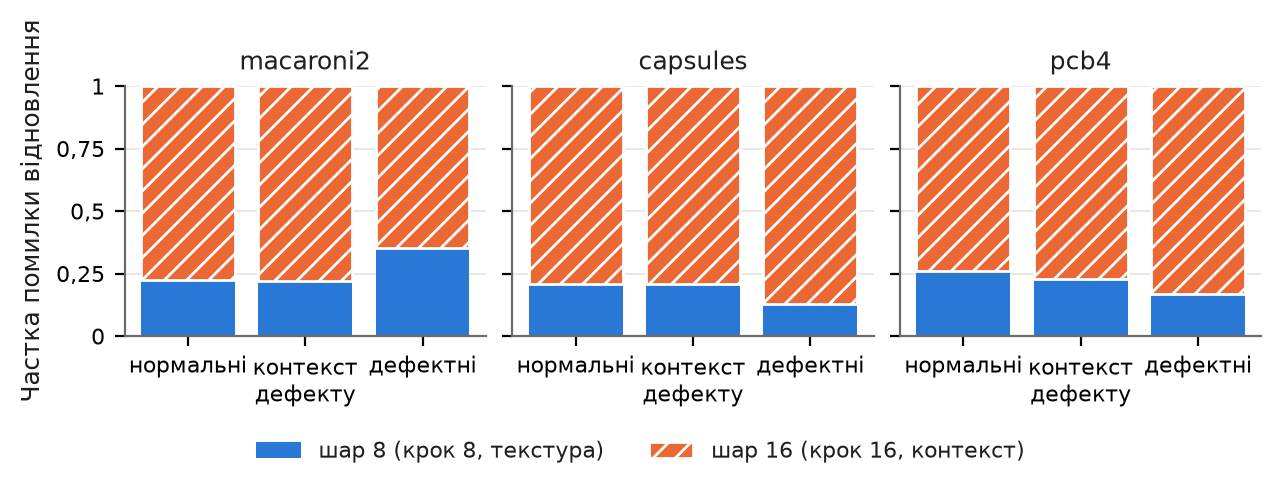 Частка помилки відновлення
macaroni2
capsules
pcb4
1
0,75
0,5
0,25
0
нормальні
контекст
дефекту
дефектні
нормальні
контекст
дефекту
дефектні
нормальні
контекст
дефекту
дефектні
шар 8 (крок 8, текстура)
шар 16 (крок 16, контекст)